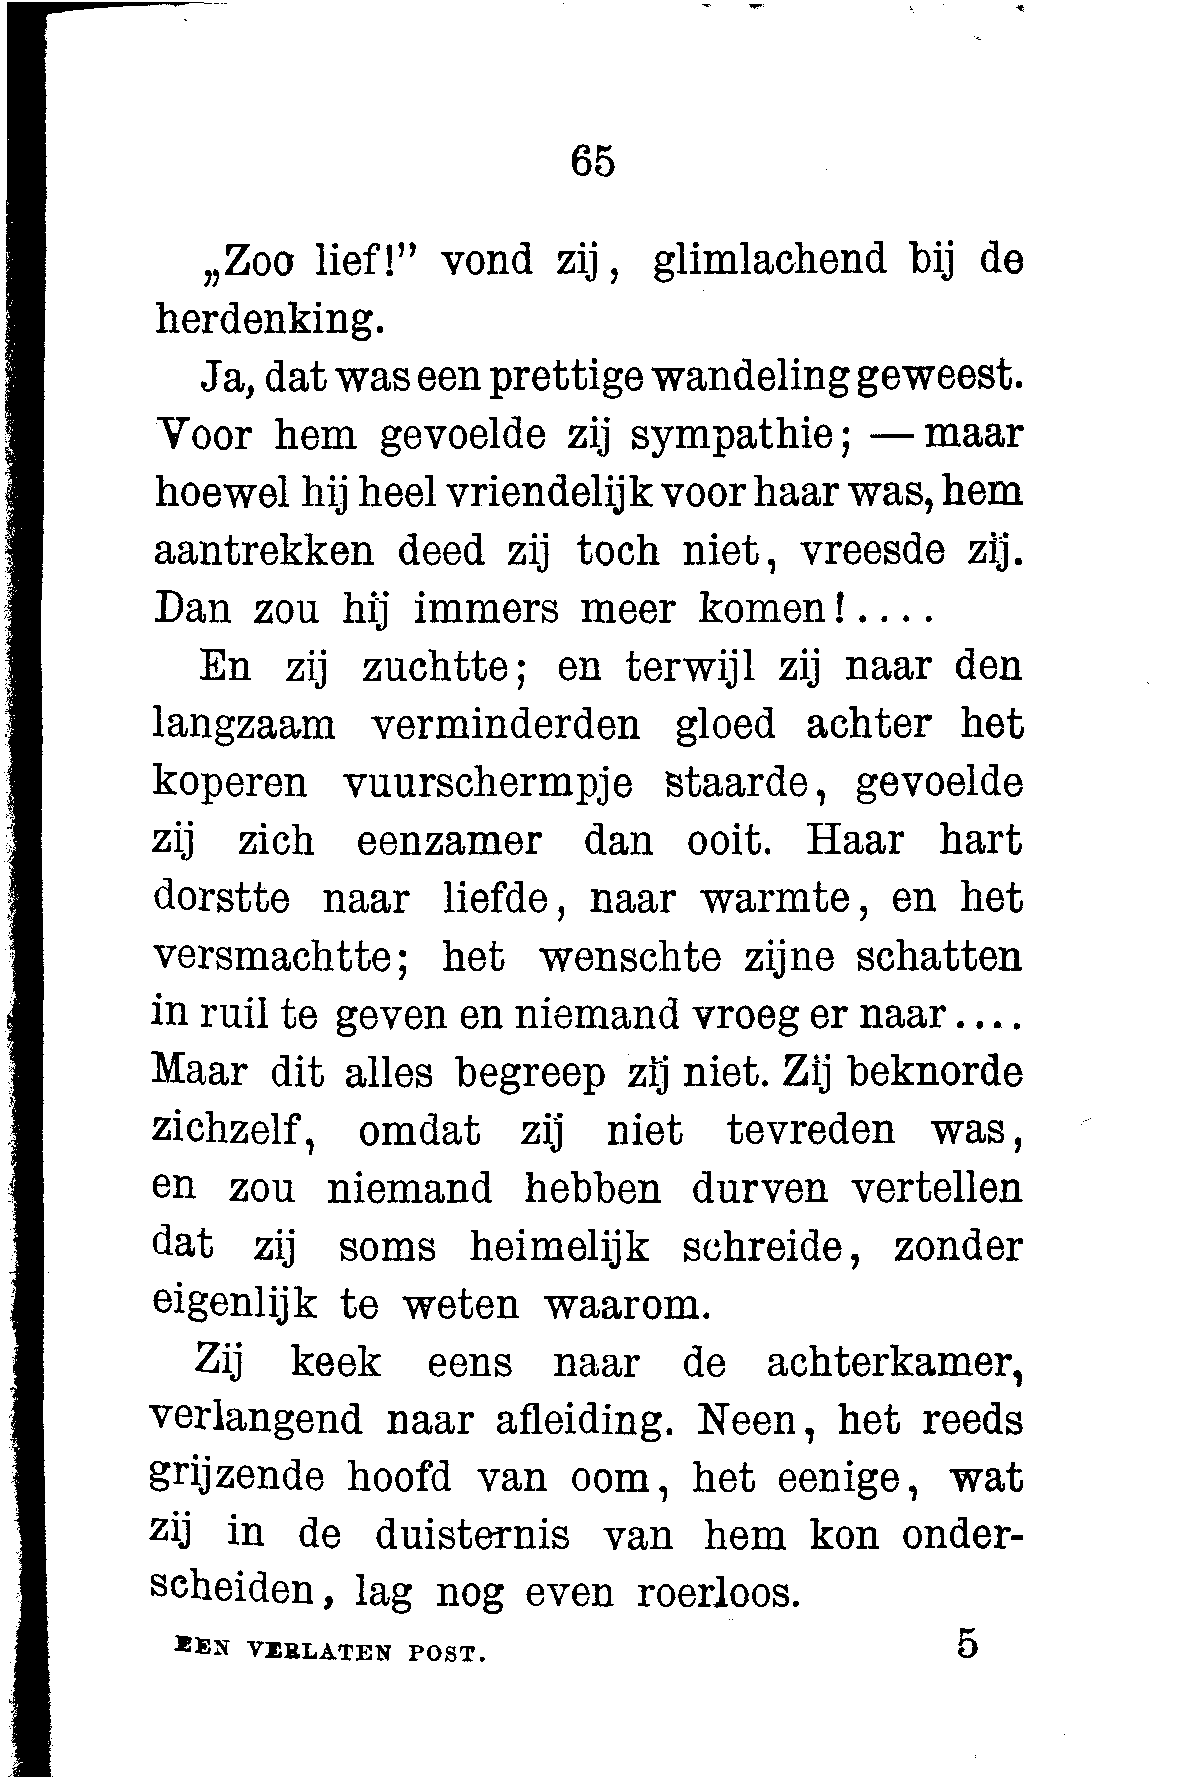 65
„Zoo lief!” vond zij, glimlachend bij de
herdenking.
Ja, dat was een prettige wandeling geweest.
Voor hem gevoelde zij sympathie; — maar
hoewel hij heel vriendelijk voor haar was, hem
aantrekken deed zij toch niet, vreesde zij.
Dan zou hij immers meer komen!....
En zij zuchtte; en terwijl zij naar den
langzaam verminderden gloed achter het
koperen vuurschermpje staarde, gevoelde
zij zich eenzamer dan ooit. Haar hart
dorstte naar liefde, naar warmte, en het
versmachtte; het wenschte zijne schatten
in ruil te geven en niemand vroeg er naar....
Maar dit alles begreep zij niet. Zij beknorde
zichzelf, omdat zij niet tevreden was,
en zou niemand hebben durven vertellen
dat zij soms heimelijk schreide, zonder
eigenlijk te weten waarom.
Zij keek eens naar de achterkamer,
verlangend naar afleiding. Neen, het reeds
grijzende hoofd van oom, het eenige, wat
zij in de duisternis van hem kon onder-
scheiden, lag nog even roerloos.
EEN VERLATEN POST. 5